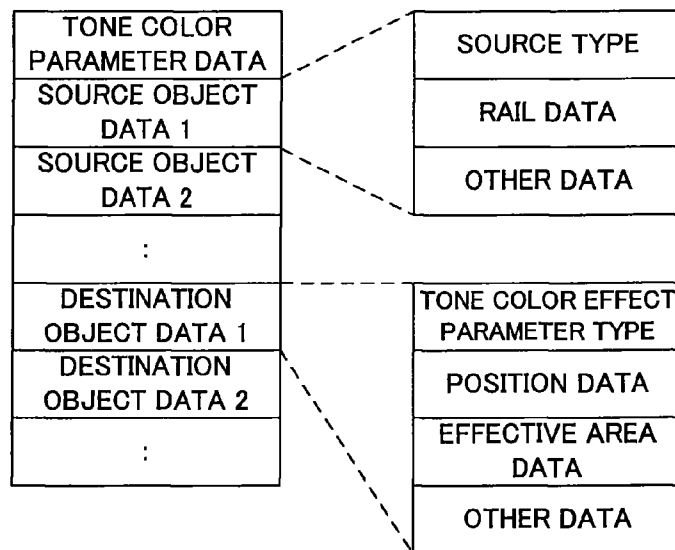 TONE COLOR
PARAMETER DATA
SOURCE OBJECT
DATA 1
SOURCE OBJECT
DATA 2
:
DESTINATION
OBJECT DATA 1
DESTINATION
OBJECT DATA 2
:
SOURCE TYPE
RAIL DATA
OTHER DATA
TONE COLOR EFFECT
PARAMETER TYPE
POSITION DATA
EFFECTIVE AREA
DATA
OTHER DATA